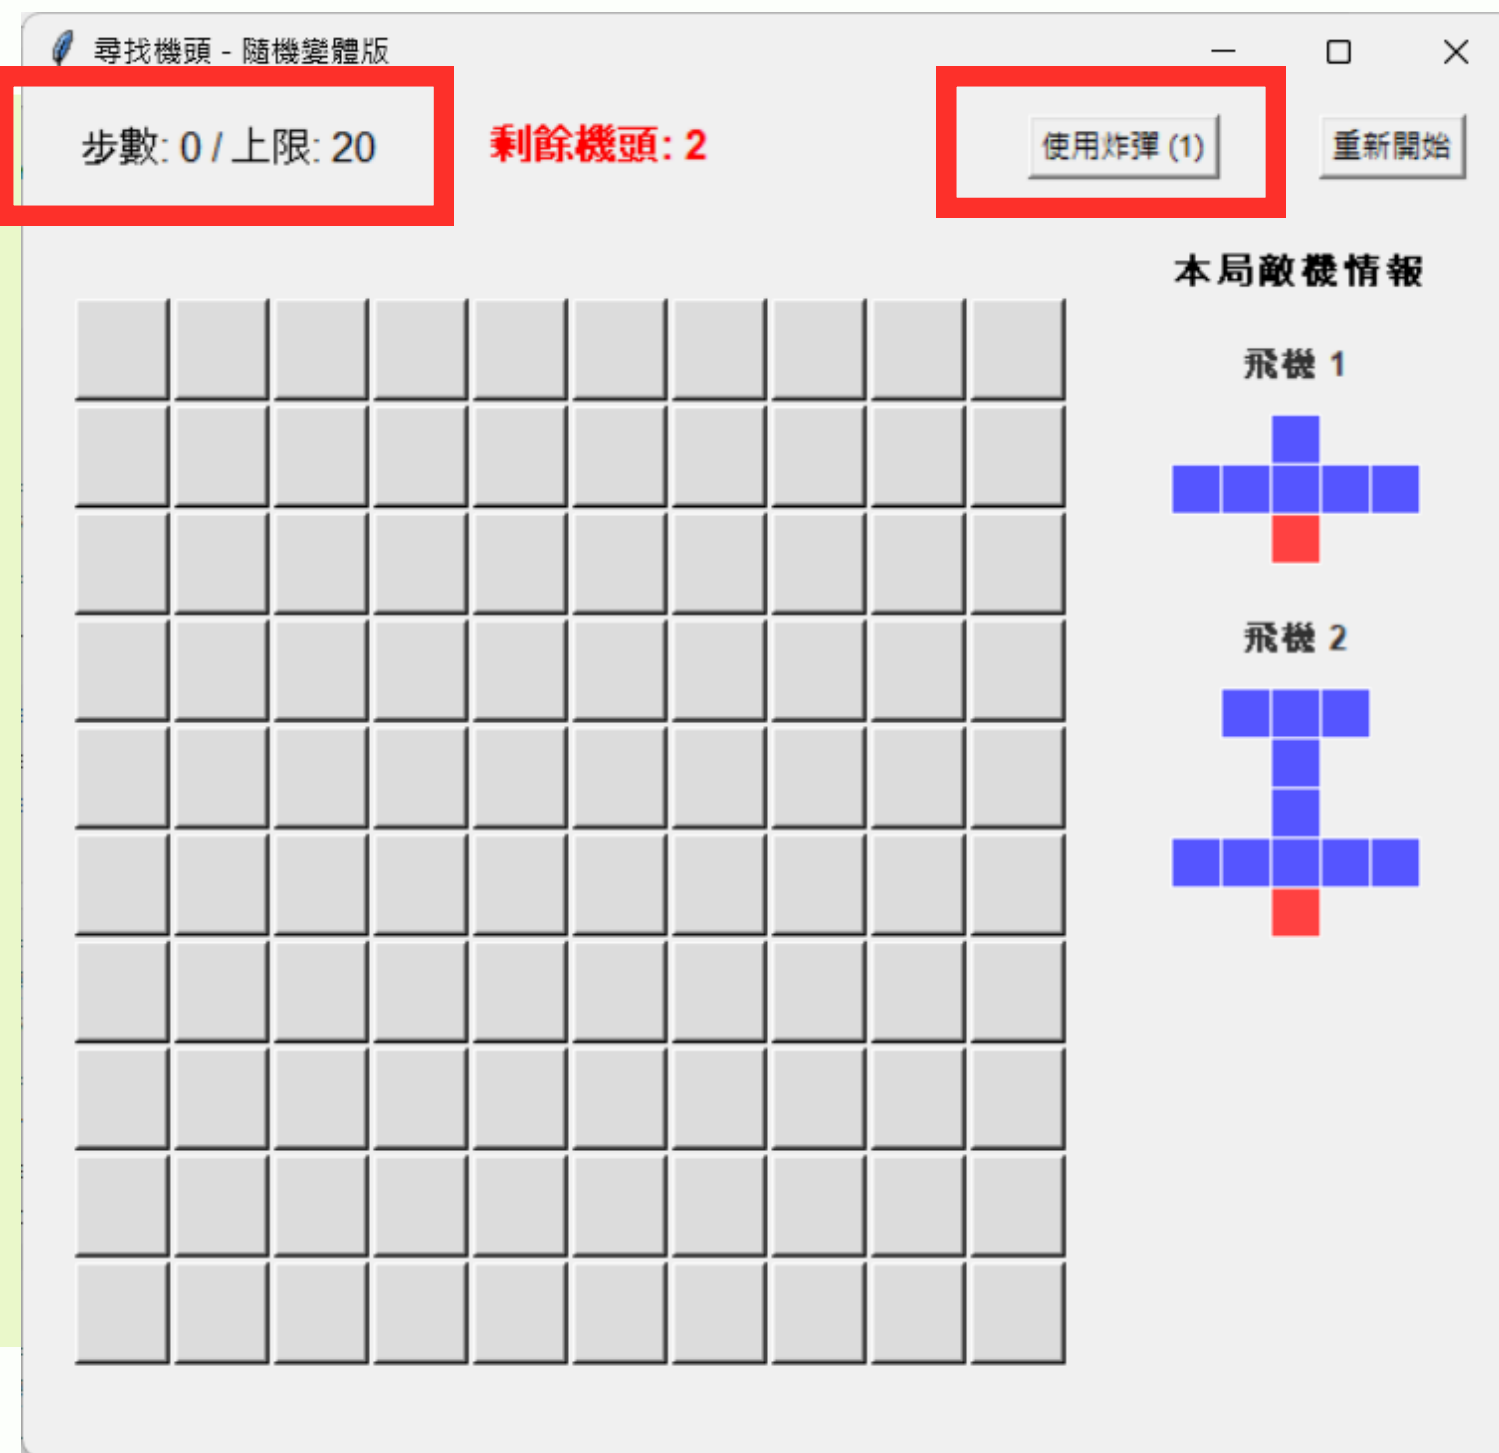 尋找機頭 - 隨機變體版
步數: 0 / 上限: 20
剩餘機頭: 2
使用炸彈 (1)
重新開始
本局敵機情報
飛機 1
飛機 2